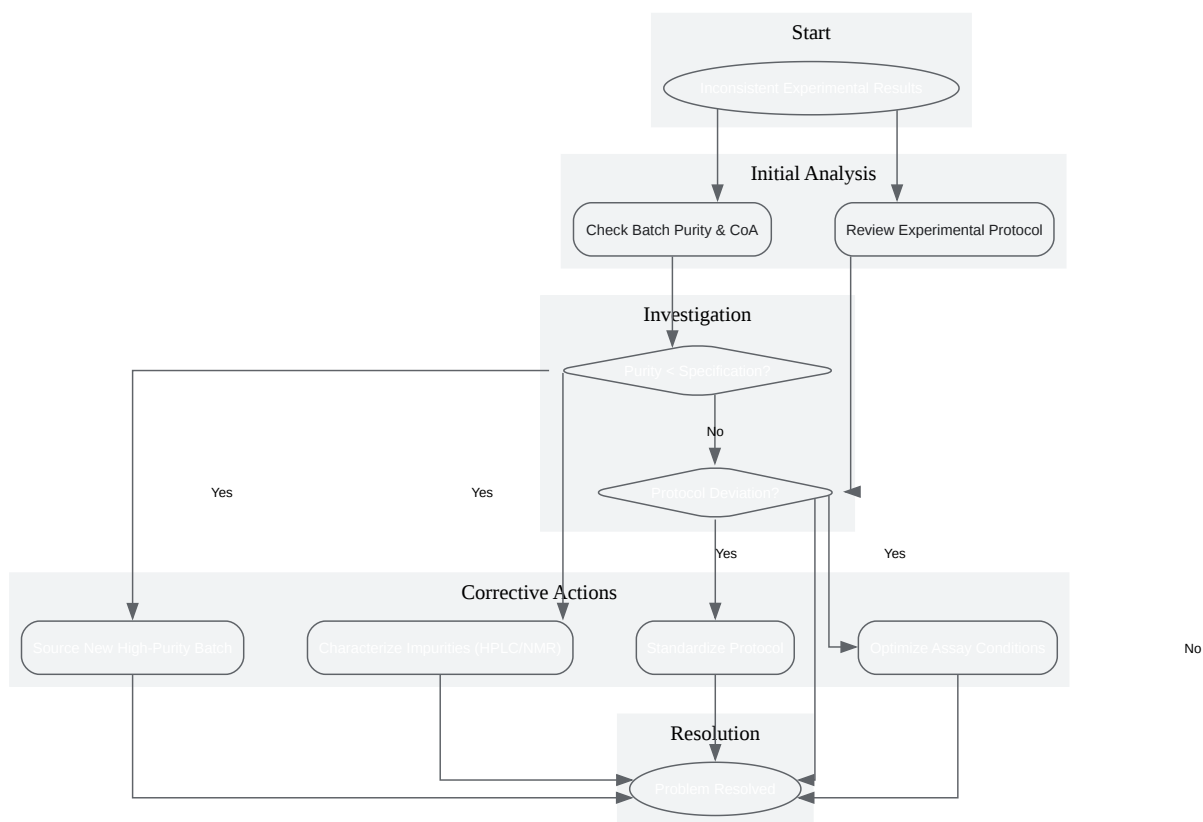 Start
Inconsistent Experimental Results
Initial Analysis
Check Batch Purity & CoA
Review Experimental Protocol
Investigation
Purity < Specification?
No
Protocol Deviation?
Yes
Yes
Yes
Yes
Corrective Actions
Source New High-Purity Batch
Characterize Impurities (HPLC/NMR)
Standardize Protocol
Optimize Assay Conditions
No
Resolution
Problem Resolved